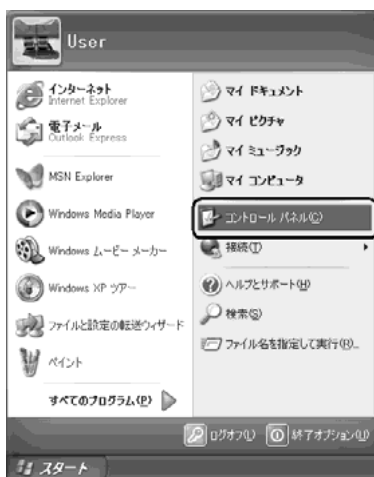 User
インターネット
Internet Explorer
電子メール
Outlook Express
MSN Explorer
Windows Media Player
Windows ムービー メーカー
Windows XP ツアー
ファイルと設定の転送ウィザード
ペイント
すべてのプログラム(P)
マイ ドキュメント
マイ ピクチャ
マイ ミュージック
マイ コンピュータ
コントロール パネル(C)
接続(T)
ヘルプとサポート(H)
検索(S)
ファイル名を指定して実行(R)...
ログオフ(L)
終了オプション(U)
スタート